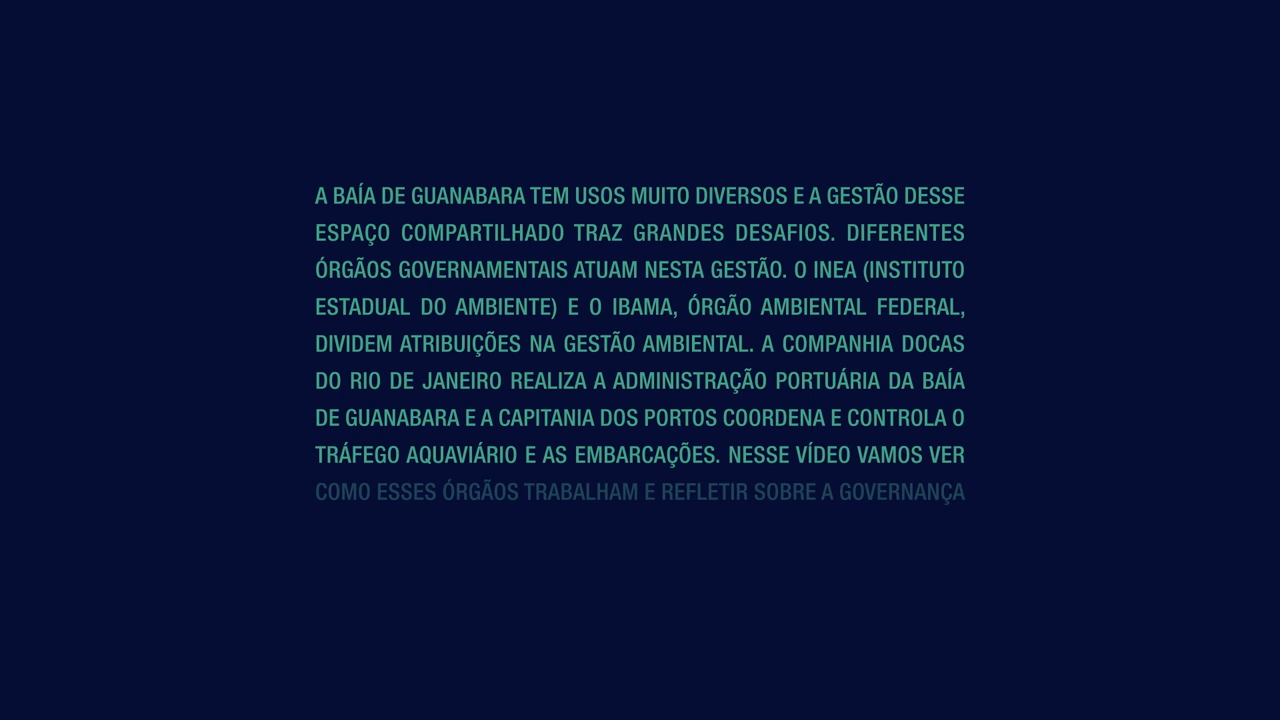 A BAÍA DE GUANABARA TEM USOS MUITO DIVERSOS E A GESTÃO DESSE
ESPAÇO COMPARTILHADO TRAZ GRANDES DESAFIOS. DIFERENTES
ÓRGÃOS GOVERNAMENTAIS ATUAM NESTA GESTÃO. O INEA (INSTITUTO
ESTADUAL DO AMBIENTE) E O IBAMA, ÓRGÃO AMBIENTAL FEDERAL,
DIVIDEM ATRIBUIÇÕES NA GESTÃO AMBIENTAL. A COMPANHIA DOCAS
DO RIO DE JANEIRO REALIZA A ADMINISTRAÇÃO PORTUÁRIA DA BAÍA
DE GUANABARA E A CAPITANIA DOS PORTOS COORDENA E CONTROLA O
TRÁFEGO AQUAVIÁRIO E AS EMBARCAÇÕES. NESSE VÍDEO VAMOS VER
COMO ESSES ÓRGÃOS TRABALHAM E REFLETIR SOBRE A GOVERNANÇA